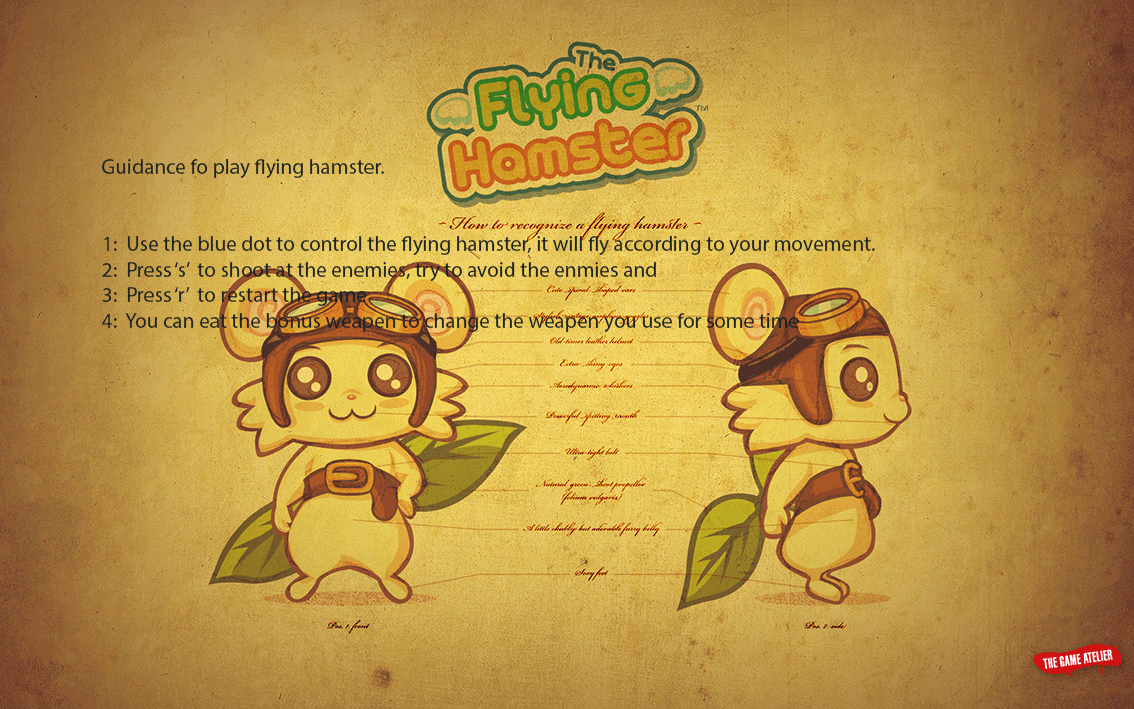 The
Flying
Hamster
TM
Guidance fo play flying hamster.
~ How to recognize a flying hamster ~
1: Use the blue dot to control the flying hamster, it will fly according to your movement.
2: Press ‘s’ to shoot at the enemies, try to avoid the enmies and
Cute spiral-shaped ears
3: Press ‘r’ to restart the game
4: You can eat the bonus weapen to change the weapen you use for some time
Old-timer leather helmet
Extra-shiny eyes
Aerodynamic whiskers
Powerful spitting mouth
Ultra-tight belt
Natural green-sheet propeller
(folium vulgaris)
A little chubby but adorable furry belly
Sexy feet
Pos. 1: front
Pos. 2: side
THE GAME ATELIER